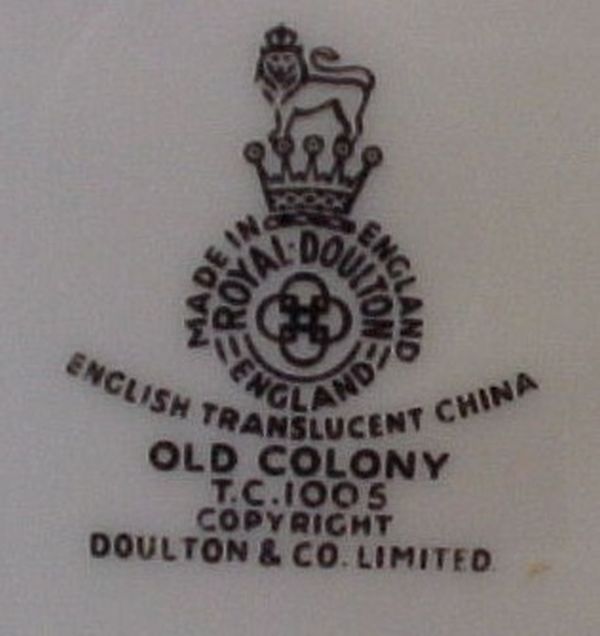 MADE IN ENGLAND
ROYAL·DOULTON
ENGLAND
ENGLISH TRANSLUCENT CHINA
OLD COLONY
T.C.1005
COPYRIGHT
DOULTON & CO. LIMITED